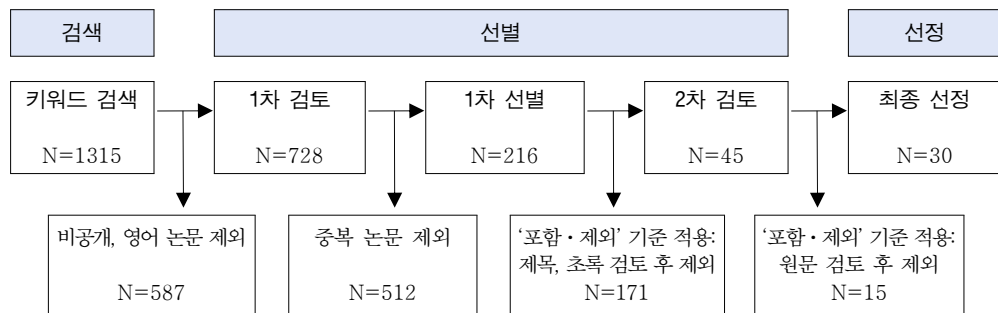 검색
선별
선정
키워드 검색
N=1315
1차 검토
N=728
1차 선별
N=216
2차 검토
N=45
최종 선정
N=30
비공개, 영어 논문 제외
N=587
중복 논문 제외
N=512
‘포함・제외’ 기준 적용:
제목, 초록 검토 후 제외
N=171
‘포함・제외’ 기준 적용:
원문 검토 후 제외
N=15